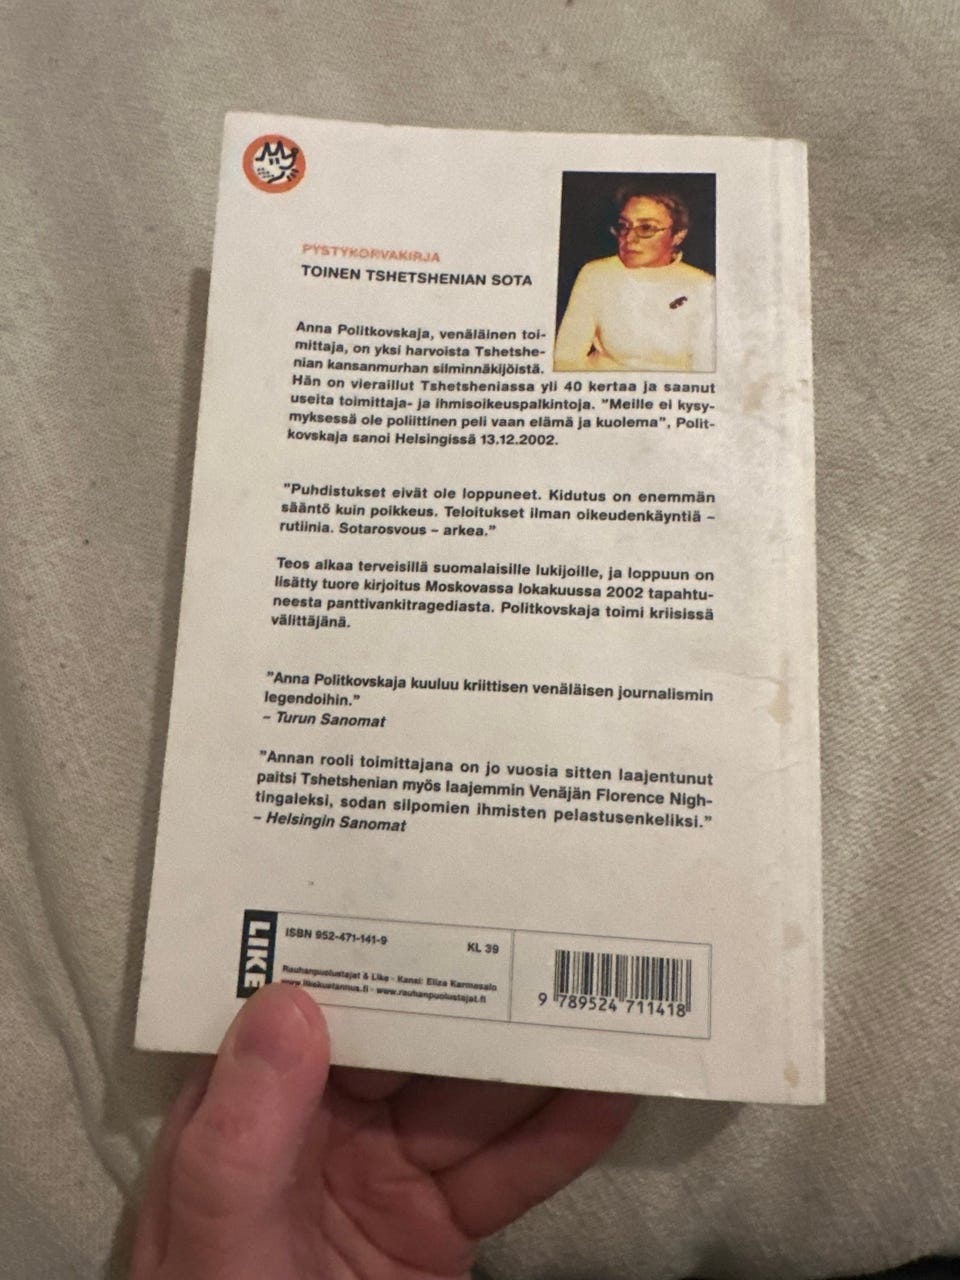 PYSTYKORVAKIRJA
TOINEN TSHETSHENIAN SOTA
Anna Politkovskaja, venäläinen toi-
mittaja, on yksi harvoista Tshetshe-
nian kansanmurhan silminnäkijöistä.
Hän on vieraillut Tshetsheniassa yli 40 kertaa ja saanut
useita toimittaja- ja ihmisoikeuspalkintoja. ”Meille ei kysy-
myksessä ole poliittinen peli vaan elämä ja kuolema”, Polit-
kovskaja sanoi Helsingissä 13.12.2002.
”Puhdistukset eivät ole loppuneet. Kidutus on enemmän
sääntö kuin poikkeus. Teloitukset ilman oikeudenkäyntiä –
rutiinia. Sotarosvous – arkea.”
Teos alkaa terveisillä suomalaisille lukijoille, ja loppuun on
lisätty tuore kirjoitus Moskovassa lokakuussa 2002 tapahtu-
neesta panttivankitragediasta. Politkovskaja toimi kriisissä
välittäjänä.
”Anna Politkovskaja kuuluu kriittisen venäläisen journalismin
legendoihin.”
– Turun Sanomat
”Annan rooli toimittajana on jo vuosia sitten laajentunut
paitsi Tshetshenian myös laajemmin Venäjän Florence Nigh-
tingaleksi, sodan silpomien ihmisten pelastusenkeliksi.”
– Helsingin Sanomat
LIKE
ISBN 952-471-141-9
KL 39
Rauhanpuolustajat & Like · Kansi: Eliza Karmasalo
www.likekustannus.fi · www.rauhanpuolustajat.fi
9 789524 711418